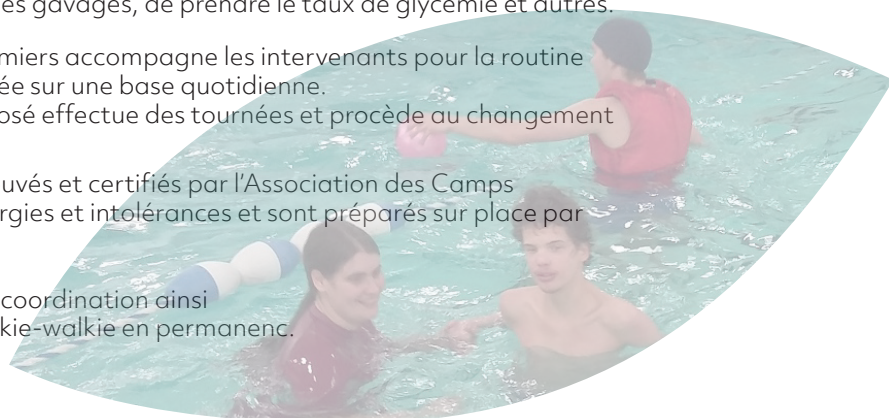 es gavages, de prendre le taux de glycémie et autres.
miers accompagne les intervenants pour la routine
ée sur une base quotidienne.
osé effectue des tournées et procède au changement
uvés et certifiés par l'Association des Camps
rgies et intolérances et sont préparés sur place par
coordination ainsi
kie-walkie en permanenc.